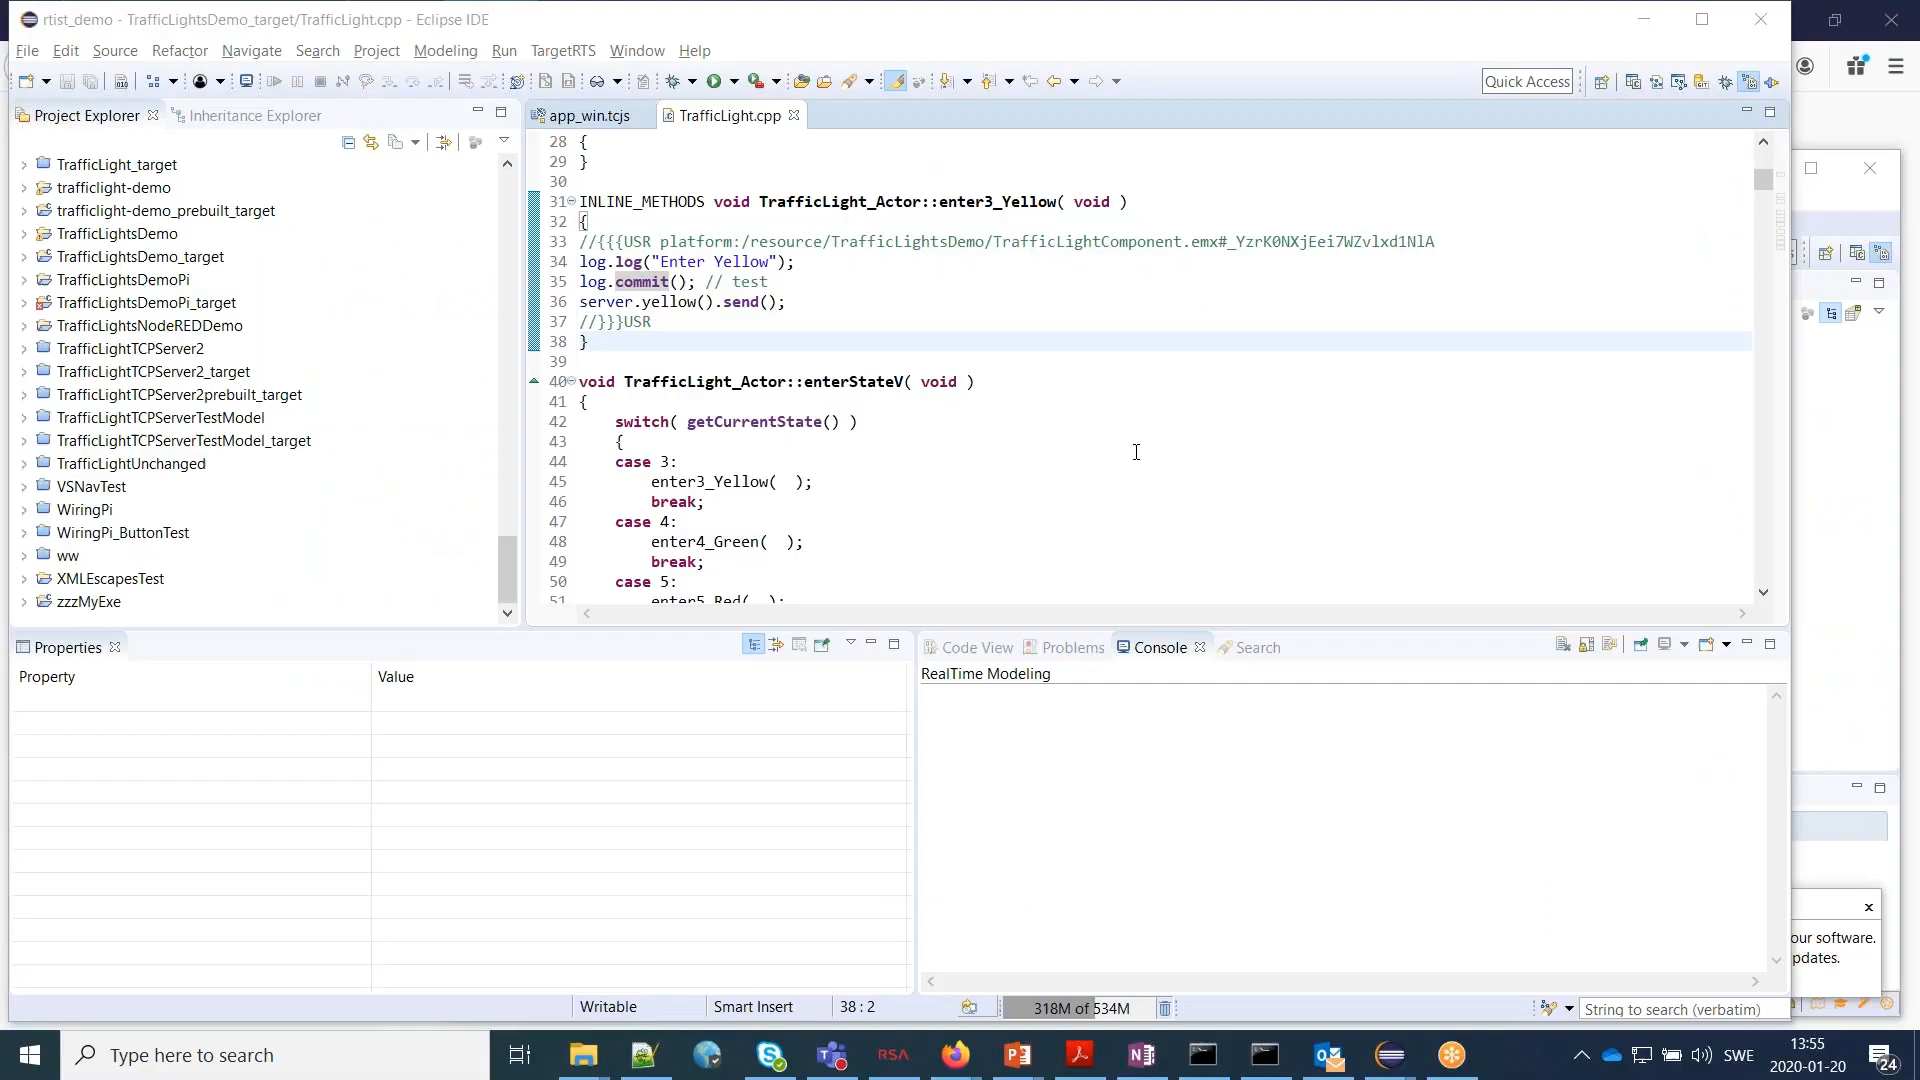 rtist_demo - TrafficLightsDemo_target/TrafficLight.cpp - Eclipse IDE
File Edit Source Refactor Navigate Search Project Modeling Run TargetRTS Window Help
Quick Access
Project Explorer
Inheritance Explorer
TrafficLight_target
trafficlight-demo
trafficlight-demo_prebuilt_target
TrafficLightsDemo
TrafficLightsDemo_target
TrafficLightsDemoPi
TrafficLightsDemoPi_target
TrafficLightsNodeREDDemo
TrafficLightTCPServer2
TrafficLightTCPServer2_target
TrafficLightTCPServer2prebuilt_target
TrafficLightTCPServerTestModel
TrafficLightTCPServerTestModel_target
TrafficLightUnchanged
VSNavTest
WiringPi
WiringPi_ButtonTest
ww
XMLEscapesTest
zzzMyExe
app_win.tcjs
TrafficLight.cpp
28 {
29 }
30
31 INLINE_METHODS void TrafficLight_Actor::enter3_Yellow( void )
32 {
33 //{{{USR platform:/resource/TrafficLightsDemo/TrafficLightComponent.emx#_YzrK0NXjEei7WZvlxd1NlA
34 log.log("Enter Yellow");
35 log.commit(); // test
36 server.yellow().send();
37 //}}}USR
38 }
39
40 void TrafficLight_Actor::enterStateV( void )
41 {
42 switch( getCurrentState() )
43 {
44 case 3:
45 enter3_Yellow(  );
46 break;
47 case 4:
48 enter4_Green(  );
49 break;
50 case 5:
51 enter5_Red(  );
Properties
Property Value
Code View
Problems
Console
Search
RealTime Modeling
our software.
pdates.
Writable
Smart Insert
38 : 2
318M of 534M
String to search (verbatim)
Type here to search
RSA
SWE
13:55
2020-01-20
24